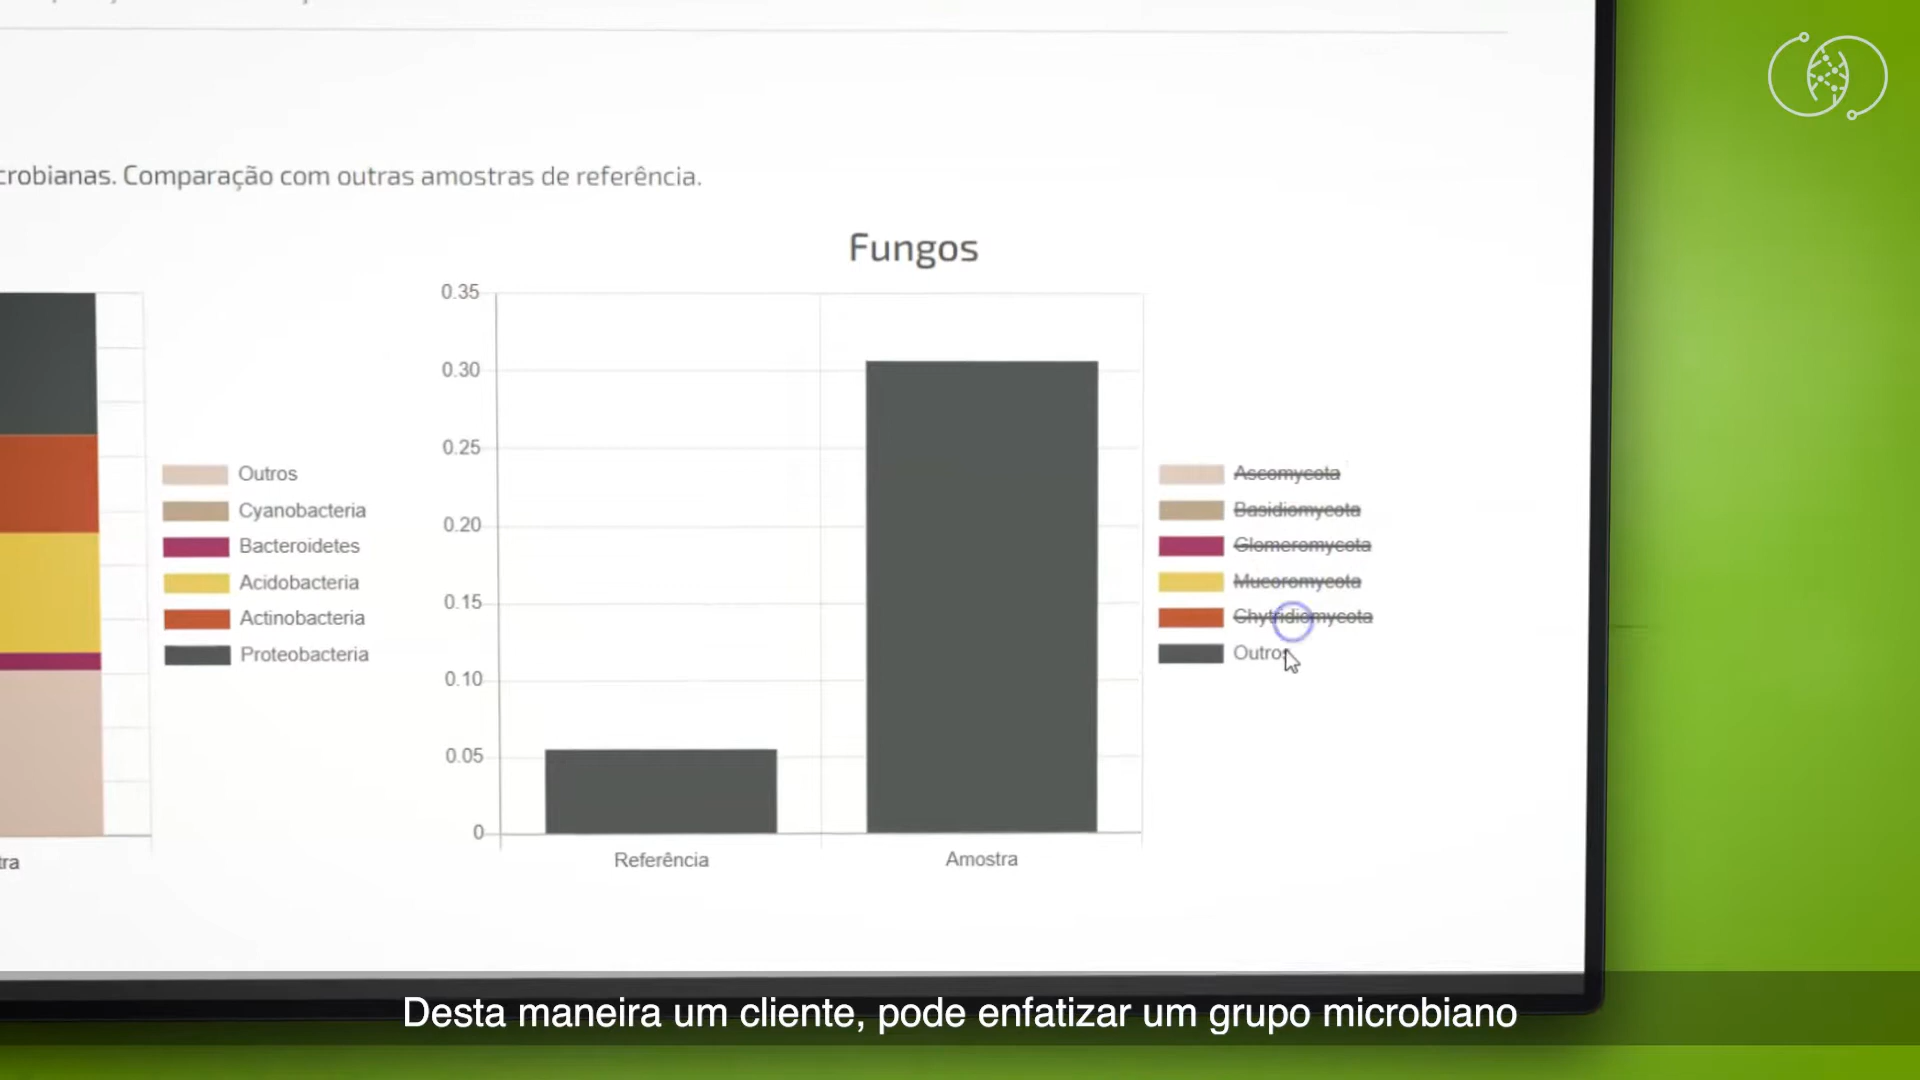 crobianas. Comparação com outras amostras de referência.
Fungos
0.35
0.30
0.25
0.20
0.15
0.10
0.05
0
Referência
Amostra
Outros
Cyanobacteria
Bacteroidetes
Acidobacteria
Actinobacteria
Proteobacteria
tra
Ascomycota
Basidiomycota
Glomeromycota
Mucoromycota
Chytridiomycota
Outros
Desta maneira um cliente, pode enfatizar um grupo microbiano